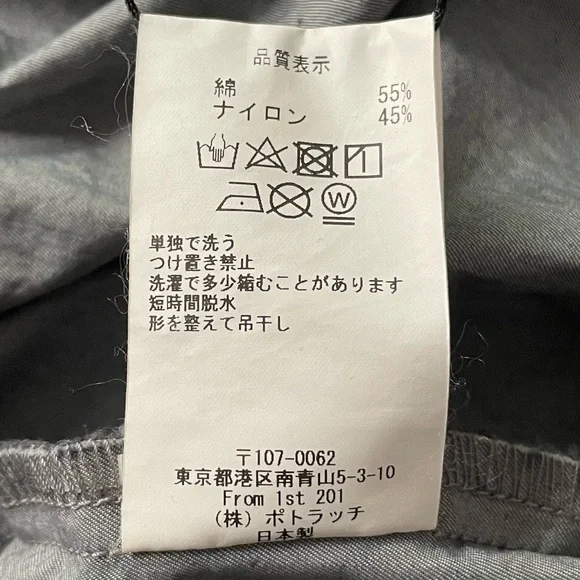 品質表示
綿 55%
ナイロン 45%
W
単独で洗う
つけ置き禁止
洗濯で多少縮むことがあります
短時間脱水
形を整えて吊干し
〒107-0062
東京都港区南青山5-3-10
From 1st 201
(株) ポトラッチ
日本製